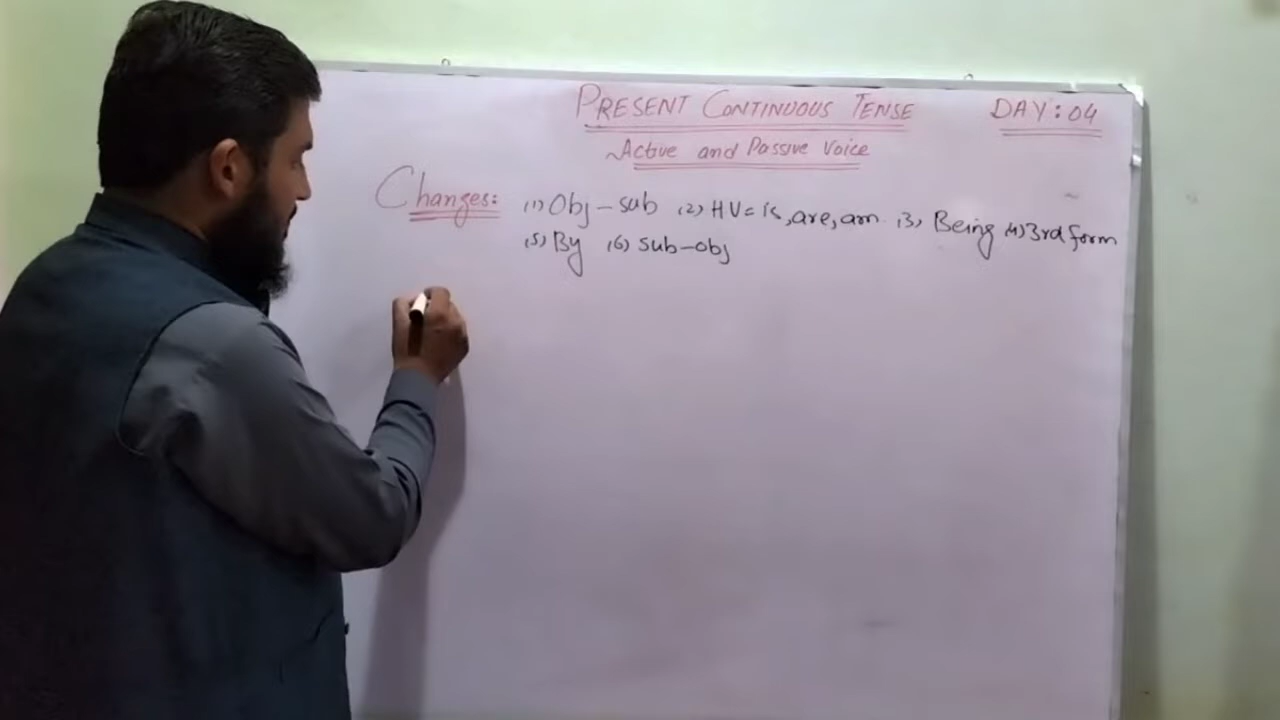 PRESENT CONTINUOUS TENSE DAY: 04
Active and Passive Voice
Changes: (1) Obj - sub (2) HV = is, are, am (3) Being (4) 3rd form
(5) By (6) sub - obj